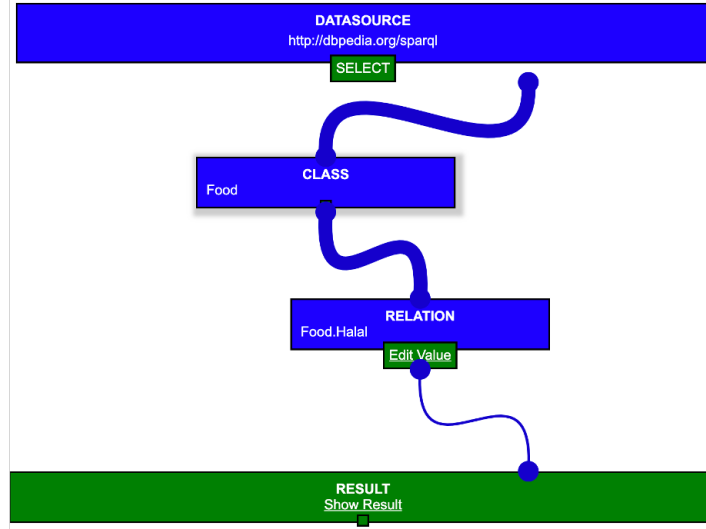 DATASOURCE
http://dbpedia.org/sparql
SELECT
CLASS
Food
RELATION
Food.Halal
Edit Value
RESULT
Show Result